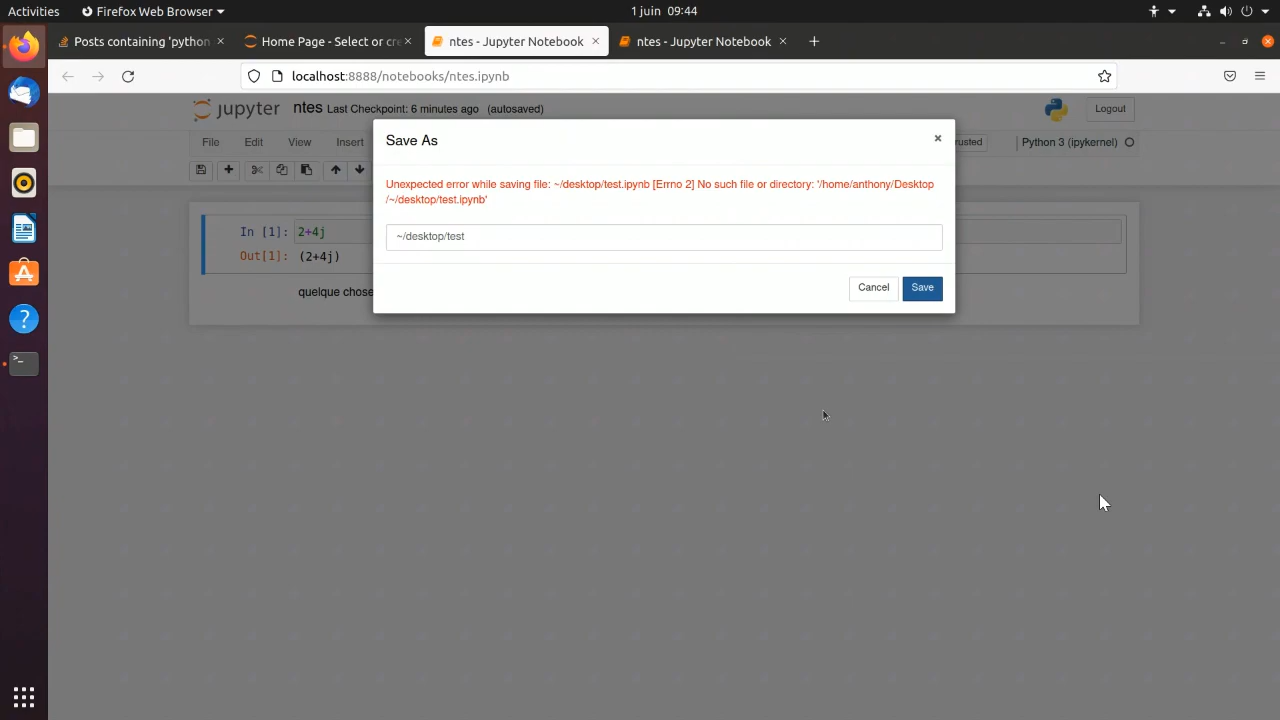 Activities
Firefox Web Browser
1 juin 09:44
Posts containing 'python
Home Page - Select or cre
ntes - Jupyter Notebook
ntes - Jupyter Notebook
localhost:8888/notebooks/ntes.ipynb
jupyter ntes Last Checkpoint: 6 minutes ago (autosaved)
Logout
File Edit View Insert
rusted
Python 3 (ipykernel)
Save As
Unexpected error while saving file: ~/desktop/test.ipynb [Errno 2] No such file or directory: '/home/anthony/Desktop
/~/desktop/test.ipynb'
~/desktop/test
Cancel
Save
In [1]: 2+4j
Out[1]: (2+4j)
quelque chose